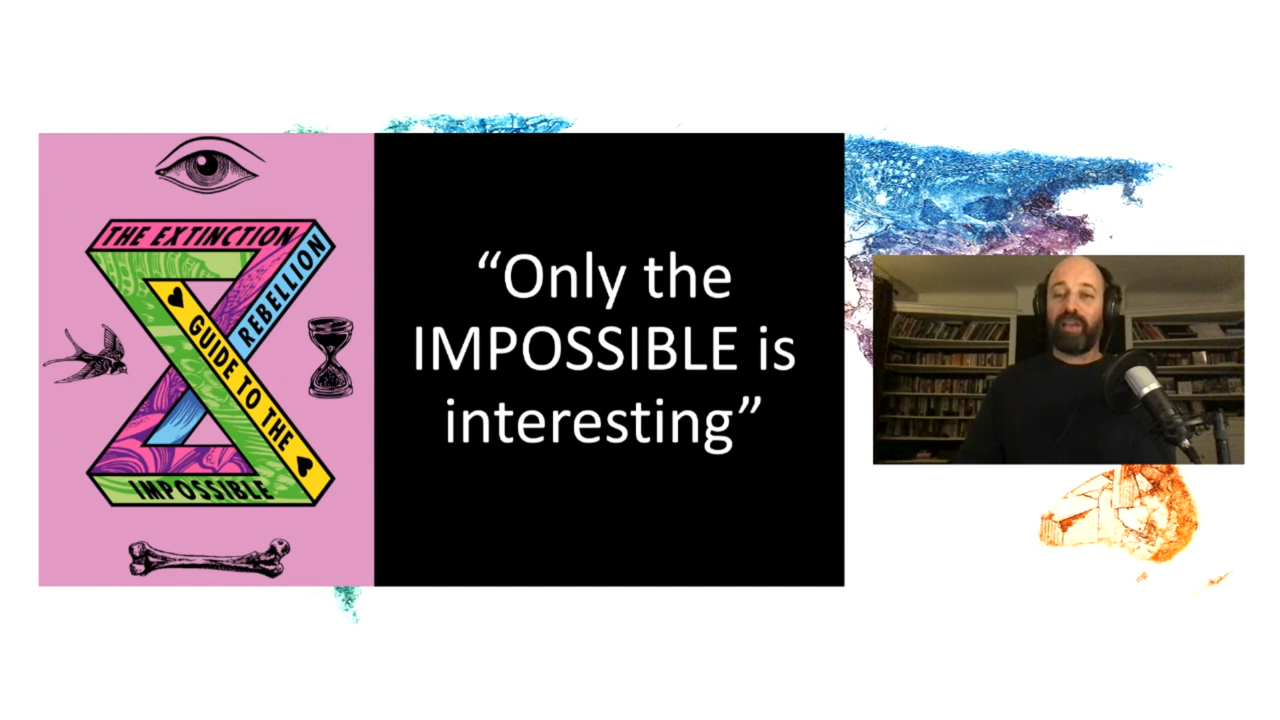 THE EXTINCTION
REBELLION
GUIDE TO THE
IMPOSSIBLE
“Only the
IMPOSSIBLE is
interesting”